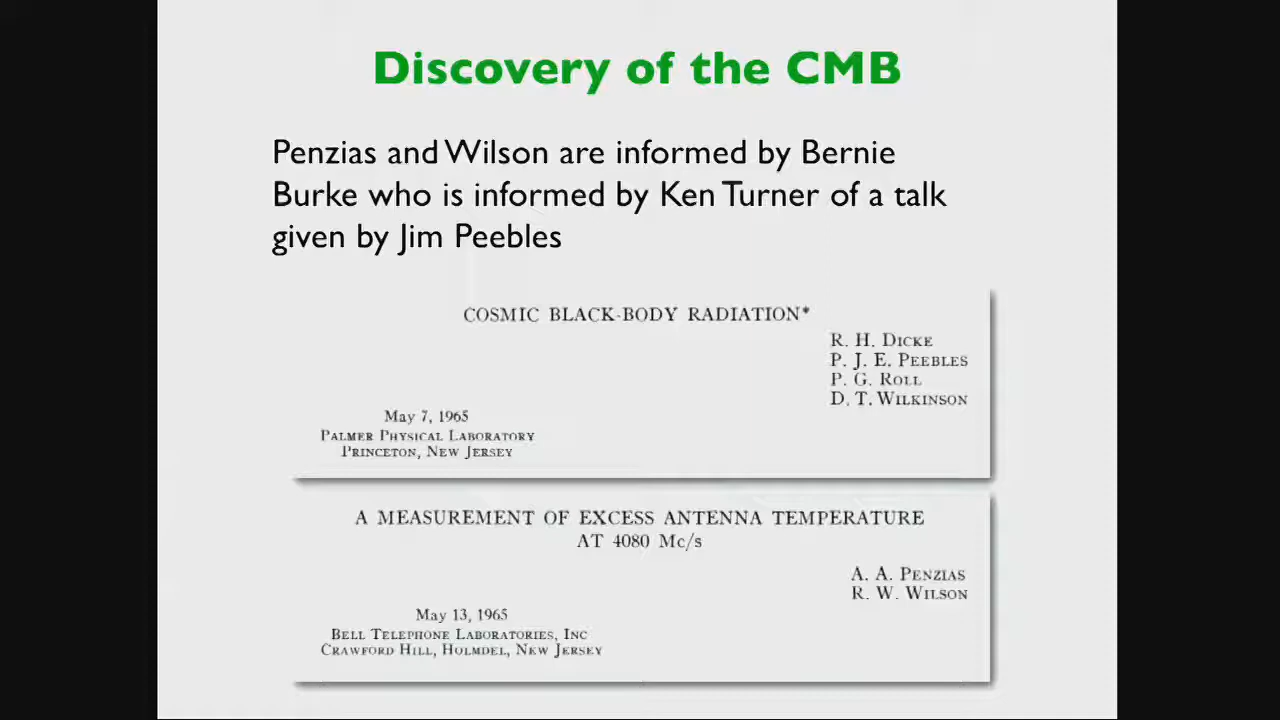 Discovery of the CMB
Penzias and Wilson are informed by Bernie
Burke who is informed by Ken Turner of a talk
given by Jim Peebles
COSMIC BLACK-BODY RADIATION*
R. H. DICKE
P. J. E. PEEBLES
P. G. ROLL
D. T. WILKINSON
May 7, 1965
PALMER PHYSICAL LABORATORY
PRINCETON, NEW JERSEY
A MEASUREMENT OF EXCESS ANTENNA TEMPERATURE
AT 4080 Mc/s
A. A. PENZIAS
R. W. WILSON
May 13, 1965
BELL TELEPHONE LABORATORIES, INC
CRAWFORD HILL, HOLMDEL, NEW JERSEY